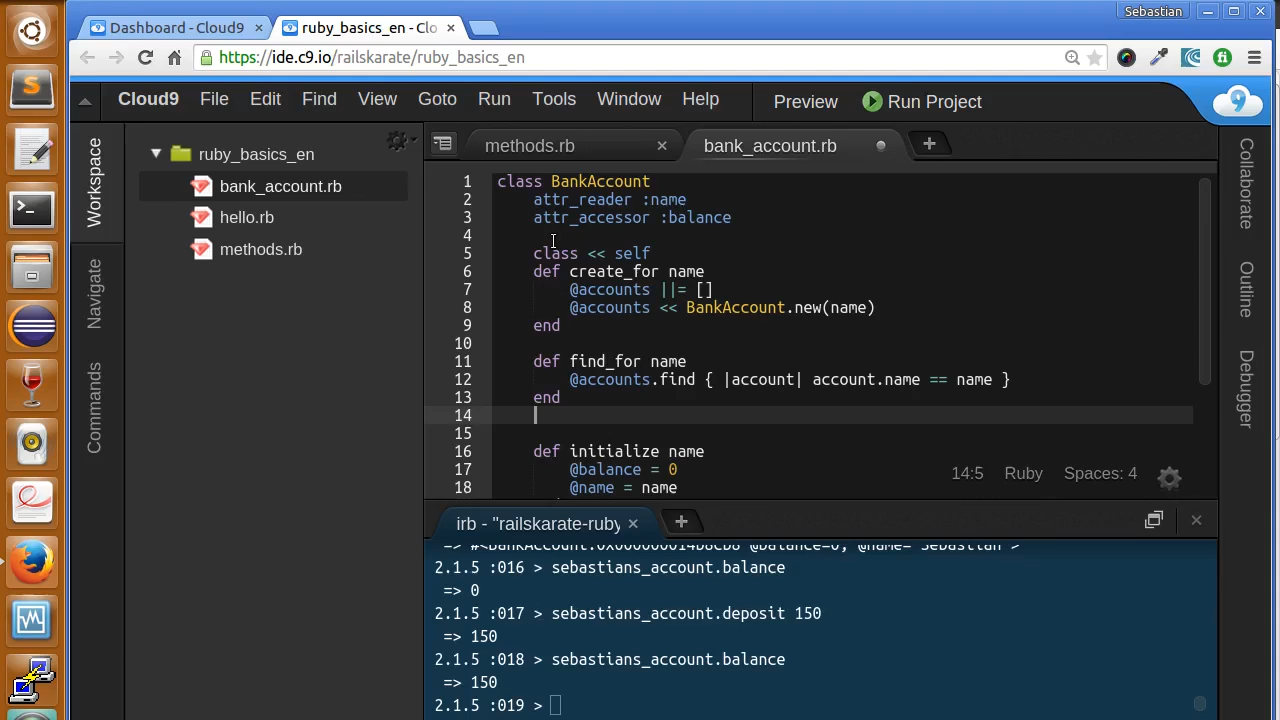 Sebastian
Dashboard - Cloud9
ruby_basics_en - Clo
https://ide.c9.io/railskarate/ruby_basics_en
Cloud9 File Edit Find View Goto Run Tools Window Help Preview Run Project
Workspace
Navigate
Commands
ruby_basics_en
bank_account.rb
hello.rb
methods.rb
methods.rb
bank_account.rb
1 class BankAccount
2 attr_reader :name
3 attr_accessor :balance
4
5 class << self
6 def create_for name
7 @accounts ||= []
8 @accounts << BankAccount.new(name)
9 end
10
11 def find_for name
12 @accounts.find { |account| account.name == name }
13 end
14
15
16 def initialize name
17 @balance = 0
18 @name = name
14:5 Ruby Spaces: 4
Collaborate
Outline
Debugger
irb - "railskarate-ruby
2.1.5 :016 > sebastians_account.balance
=> 0
2.1.5 :017 > sebastians_account.deposit 150
=> 150
2.1.5 :018 > sebastians_account.balance
=> 150
2.1.5 :019 >